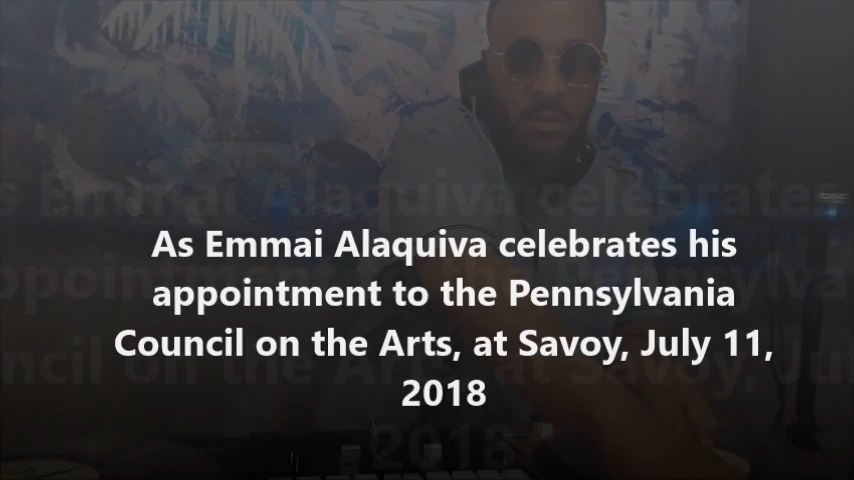 As Emmai Alaquiva celebrates his
appointment to the Pennsylvania
Council on the Arts, at Savoy, July 11,
2018